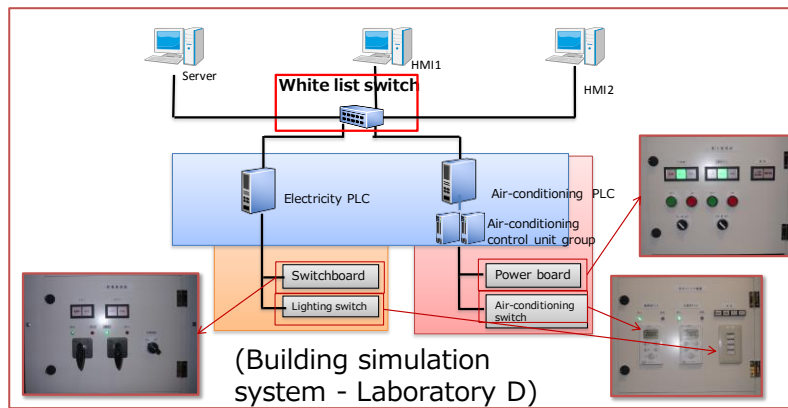 Server
HMI1
HMI2
White list switch
Electricity PLC
Air-conditioning PLC
Air-conditioning
control unit group
Switchboard
Lighting switch
Power board
Air-conditioning
switch
(Building simulation
system - Laboratory D)